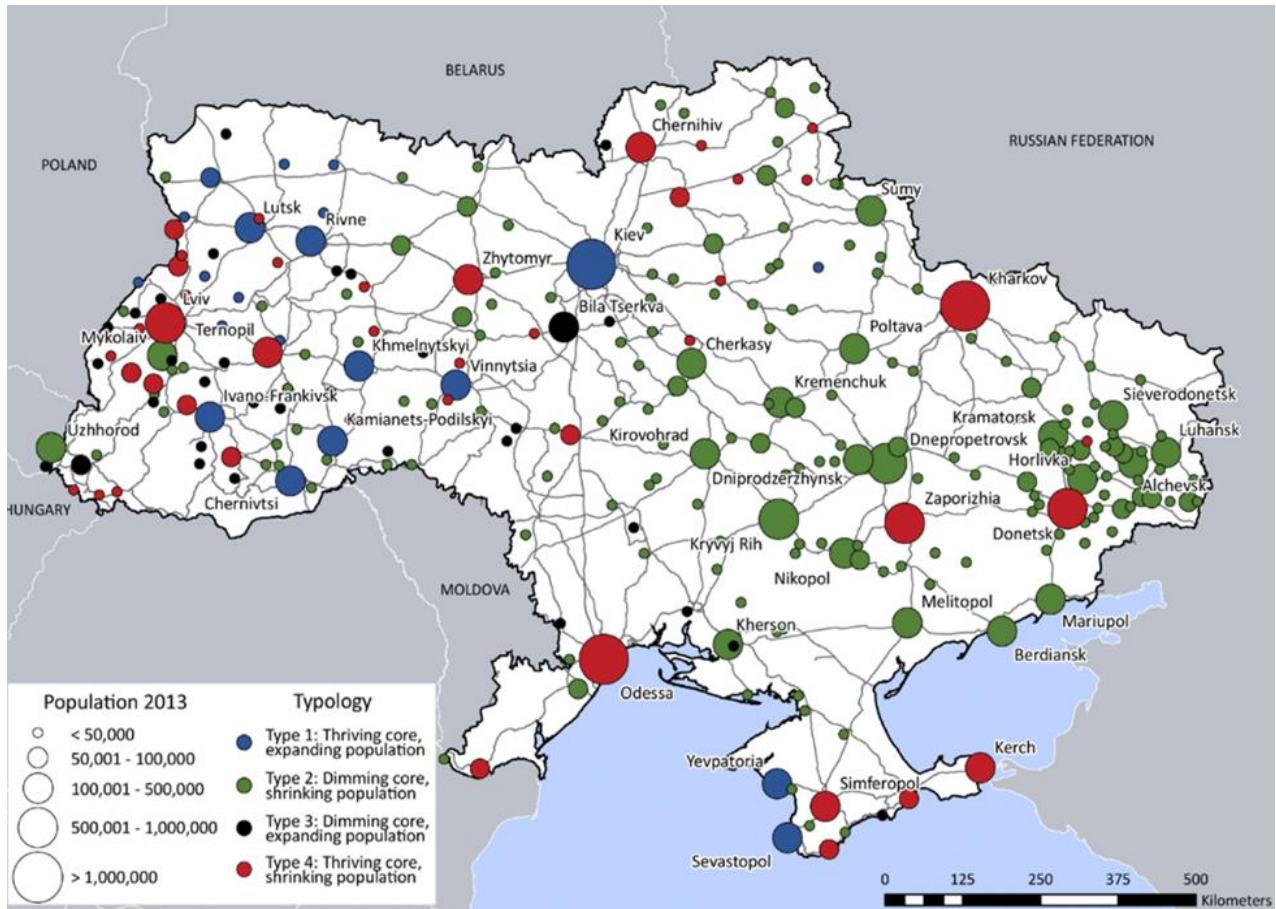 BELARUS
RUSSIAN FEDERATION
POLAND
Chernihiv
Sumy
Lutsk
Rivne
Kiev
Zhytomyr
Kharkov
Lviv
Bila Tserkva
Mykolaiv
Ternopil
Poltava
Khmelnytskyi
Cherkasy
Vinnytsia
Kremenchuk
Sieverodonetsk
Ivano-Frankivsk
Kramatorsk
Kamianets-Podilskyi
Uzhhorod
Kirovohrad
Dnepropetrovsk
Luhansk
Horlivka
Dniprodzerzhynsk
Alchevsk
Chernivtsi
HUNGARY
Zaporizhia
Donetsk
Kryvyj Rih
Nikopol
MOLDOVA
Melitopol
Mariupol
Kherson
Berdiansk
Odessa
Yevpatoria
Simferopol
Kerch
Sevastopol
Population 2013
< 50,000
50,001 - 100,000
100,001 - 500,000
500,001 - 1,000,000
> 1,000,000
Typology
Type 1: Thriving core,
expanding population
Type 2: Dimming core,
shrinking population
Type 3: Dimming core,
expanding population
Type 4: Thriving core,
shrinking population
0 125 250 375 500
Kilometers